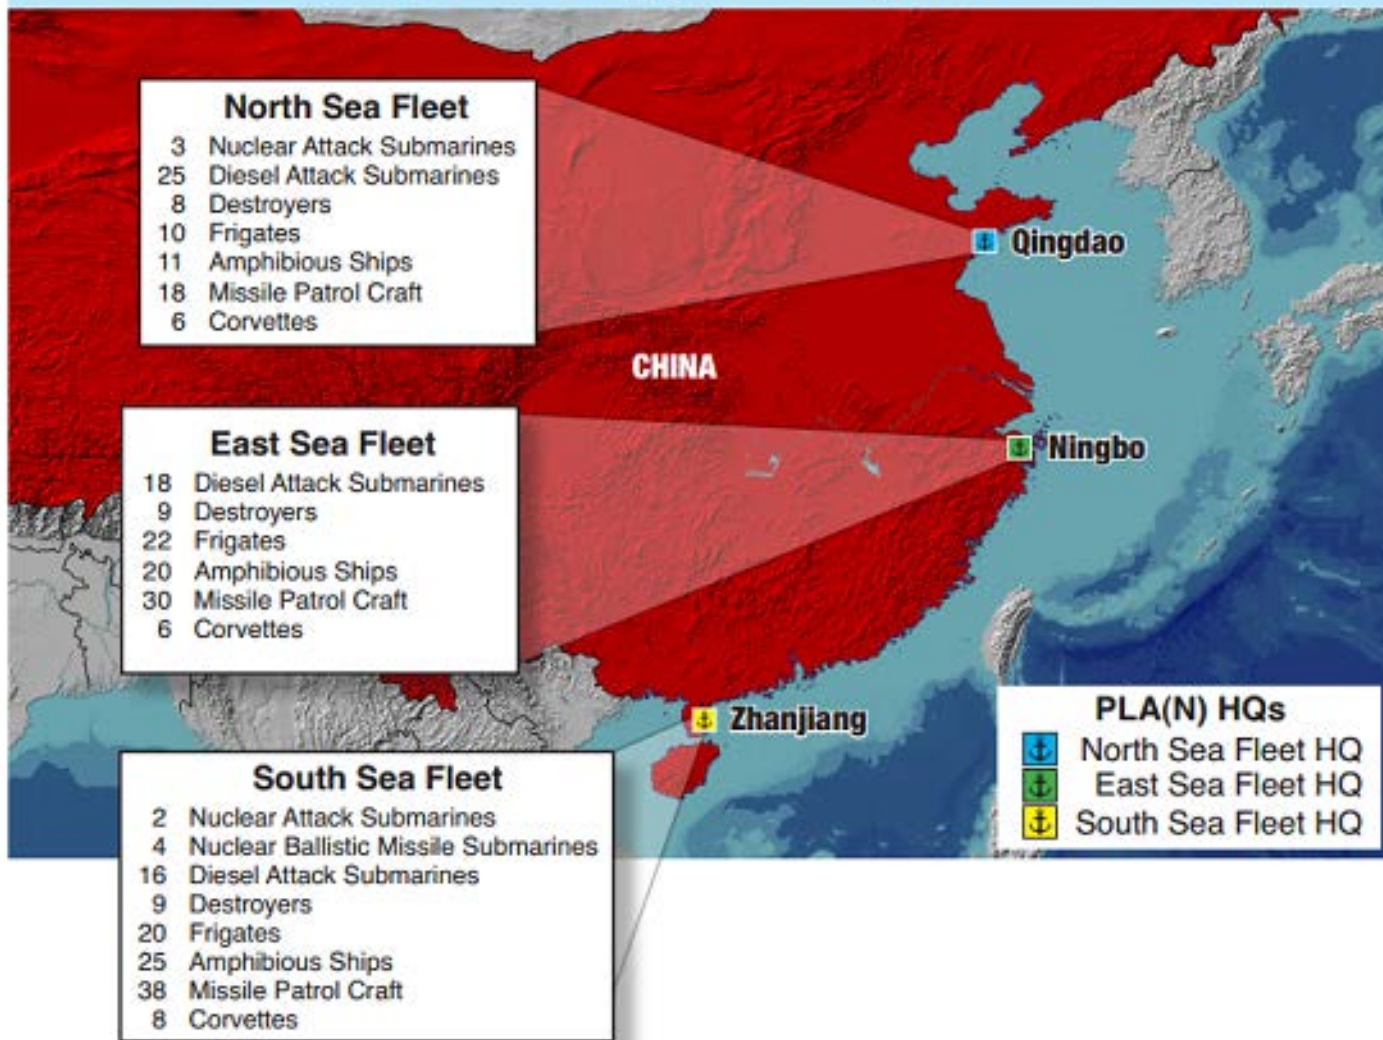 North Sea Fleet
3 Nuclear Attack Submarines
25 Diesel Attack Submarines
8 Destroyers
10 Frigates
11 Amphibious Ships
18 Missile Patrol Craft
6 Corvettes
Qingdao
CHINA
East Sea Fleet
18 Diesel Attack Submarines
9 Destroyers
22 Frigates
20 Amphibious Ships
30 Missile Patrol Craft
6 Corvettes
Ningbo
Zhanjiang
South Sea Fleet
2 Nuclear Attack Submarines
4 Nuclear Ballistic Missile Submarines
16 Diesel Attack Submarines
9 Destroyers
20 Frigates
25 Amphibious Ships
38 Missile Patrol Craft
8 Corvettes
PLA(N) HQs
North Sea Fleet HQ
East Sea Fleet HQ
South Sea Fleet HQ